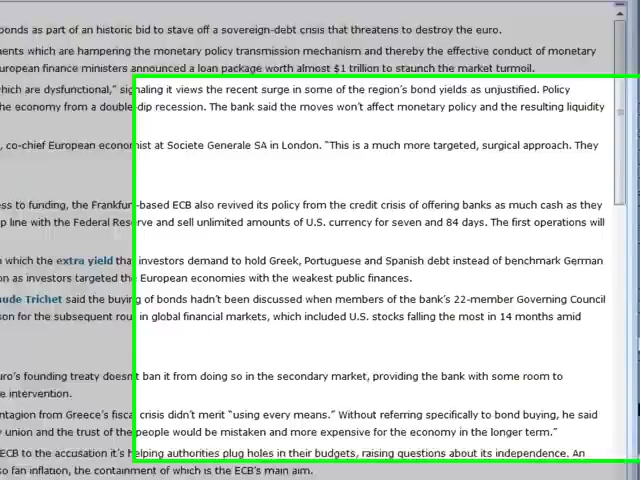 onds as part of an historic bid to stave off a sovereign-debt crisis that threatens to destroy the euro.
ents which are hampering the monetary policy transmission mechanism and thereby the effective conduct of monetary
uropean finance ministers announced a loan package worth almost $1 trillion to staunch the market turmoil.
which are dysfunctional,” signaling it views the recent surge in some of the region’s bond yields as unjustified. Policy
he economy from a double-dip recession. The bank said the moves won’t affect monetary policy and the resulting liquidity
, co-chief European economist at Societe Generale SA in London. “This is a much more targeted, surgical approach. They
ess to funding, the Frankfurt-based ECB also revived its policy from the credit crisis of offering banks as much cash as they
p line with the Federal Reserve and sell unlimited amounts of U.S. currency for seven and 84 days. The first operations will
n which the extra yield that investors demand to hold Greek, Portuguese and Spanish debt instead of benchmark German
on as investors targeted the European economies with the weakest public finances.
ude Trichet said the buying of bonds hadn’t been discussed when members of the bank’s 22-member Governing Council
son for the subsequent rout in global financial markets, which included U.S. stocks falling the most in 14 months amid
uro’s founding treaty doesn’t ban it from doing so in the secondary market, providing the bank with some room to
e intervention.
ntagion from Greece’s fiscal crisis didn’t merit “using every means.” Without referring specifically to bond buying, he said
y union and the trust of the people would be mistaken and more expensive for the economy in the longer term.”
ECB to the accusation it’s helping authorities plug holes in their budgets, raising questions about its independence. An
so fan inflation, the containment of which is the ECB’s main aim.